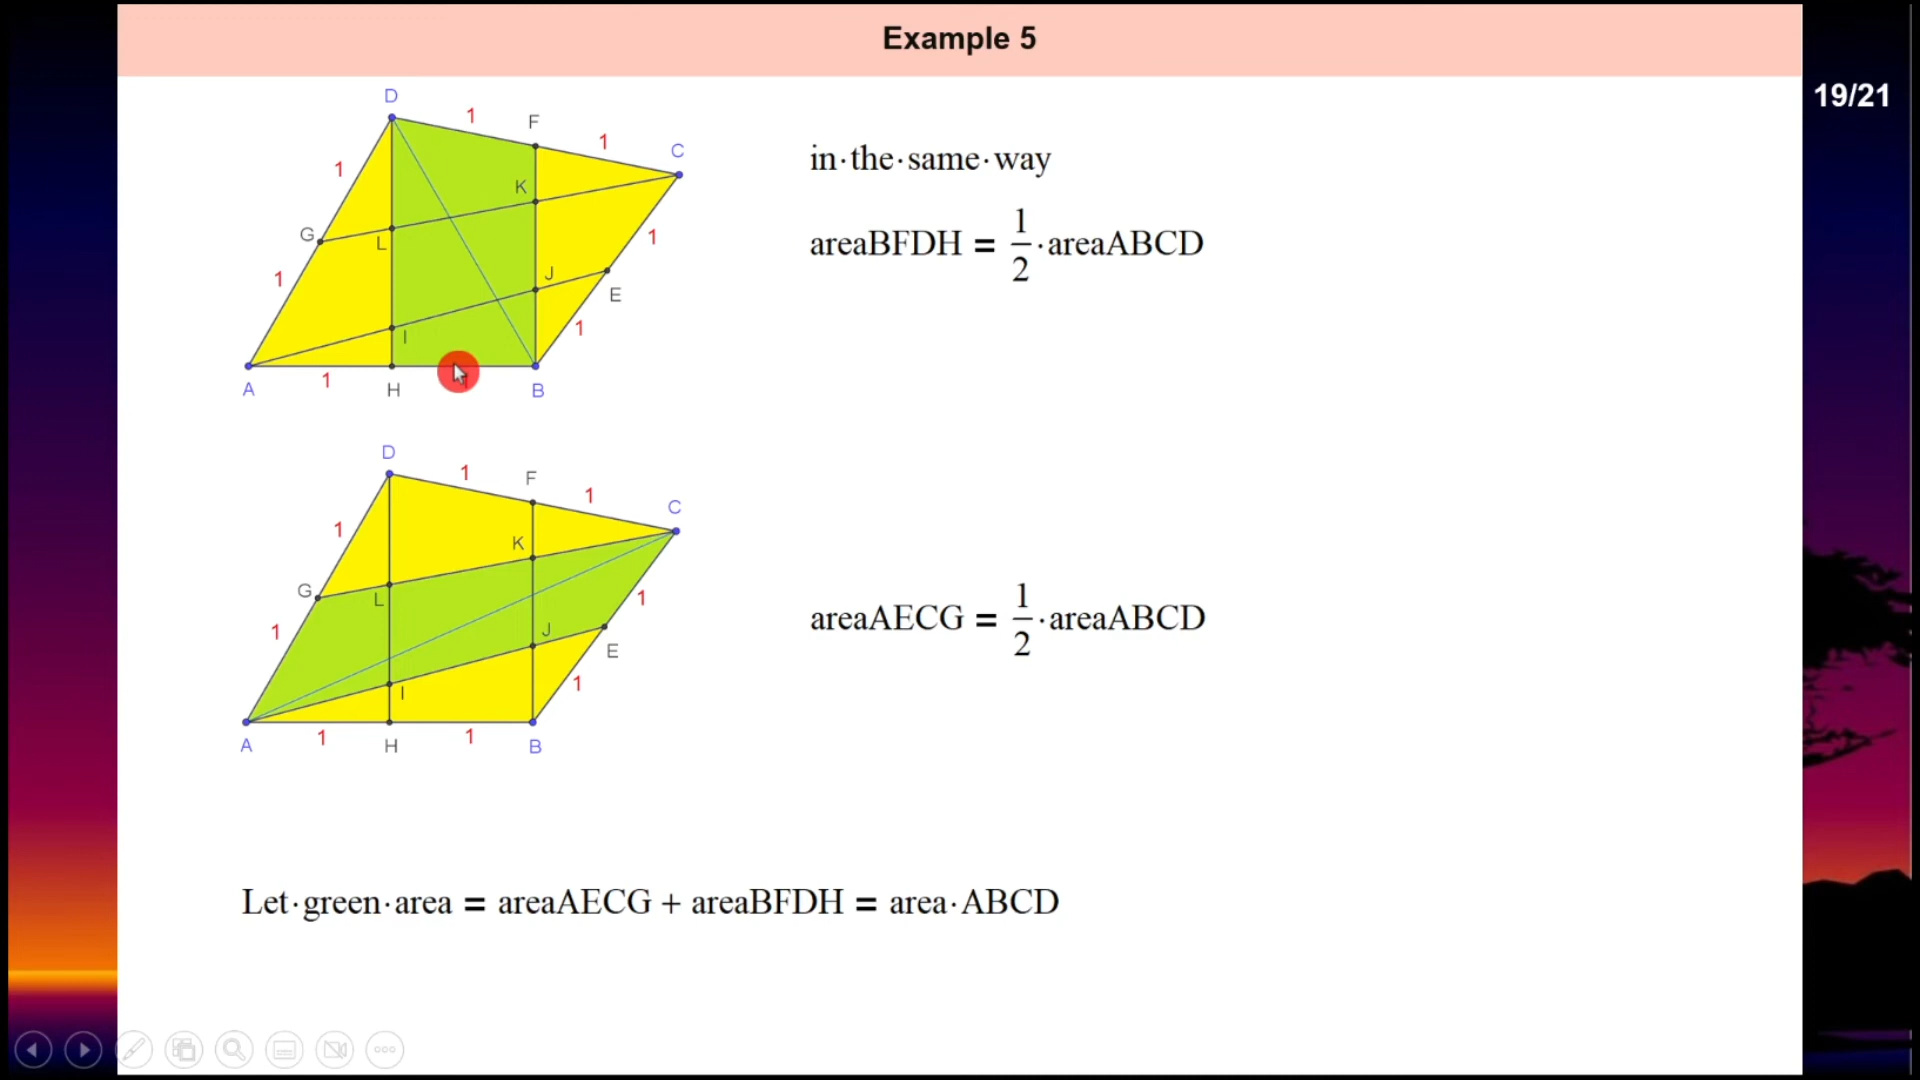 Example 5
19/21
D
1
F
1
C
1
K
G
L
1
1
J
E
I
1
A
1
H
B
in·the·same·way
areaBFDH = 1/2 · areaABCD
D
1
F
1
C
1
K
G
L
1
1
J
E
I
1
A
1
H
1
B
areaAECG = 1/2 · areaABCD
Let·green·area = areaAECG + areaBFDH = area·ABCD